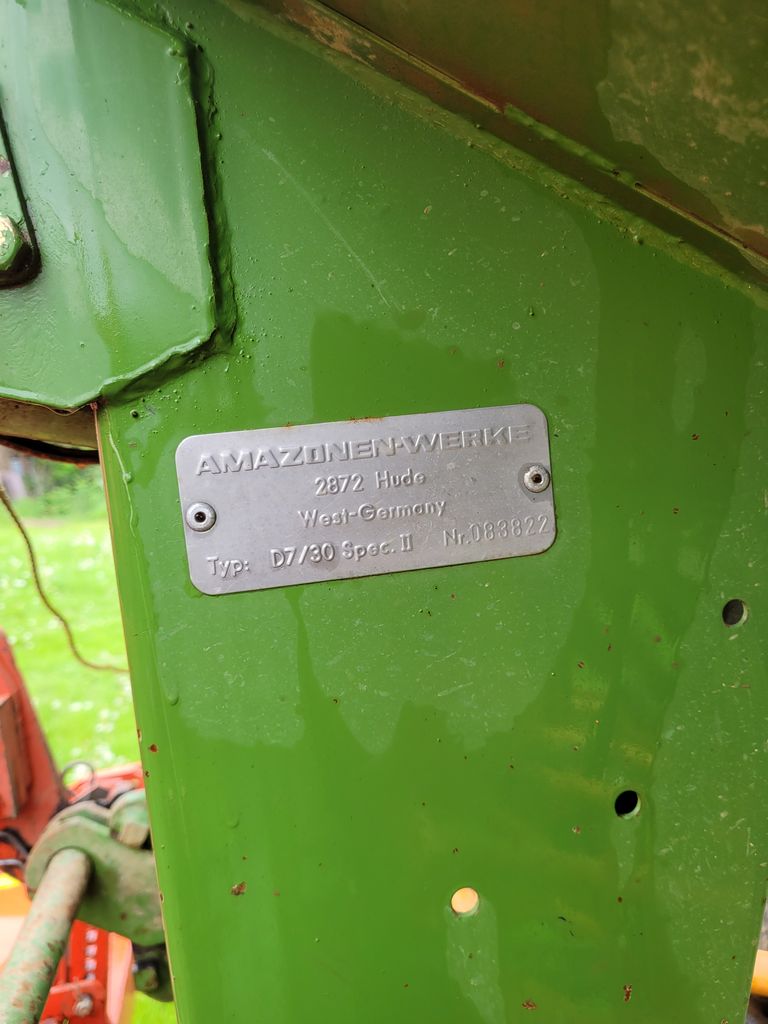 AMAZONEN-WERKE
2872 Hude
West-Germany
Typ: D7/30 Spec. II Nr. 083822